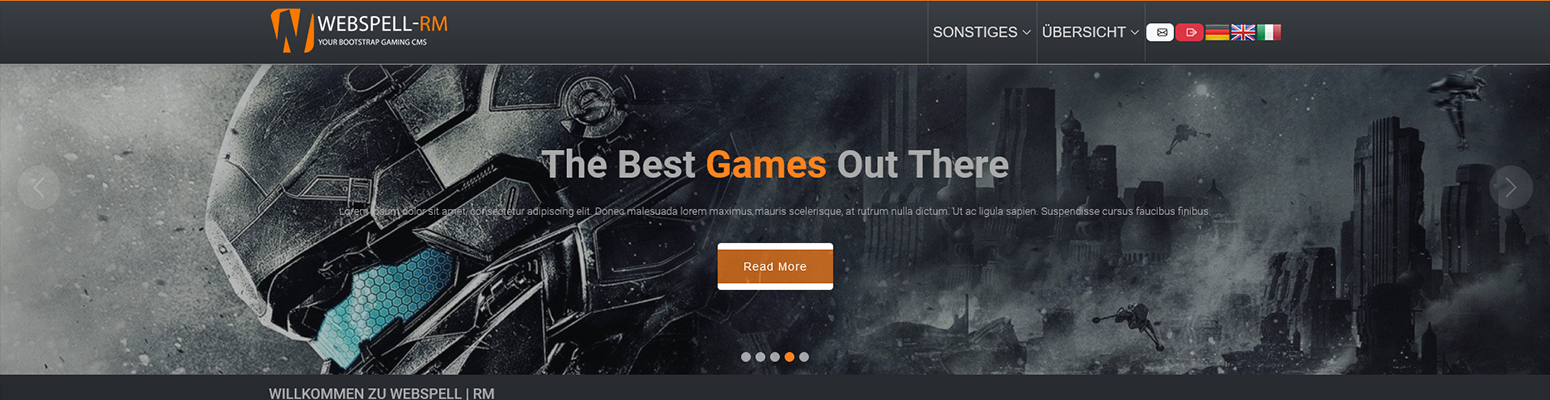 WEBSPELL-RM
YOUR BOOTSTRAP GAMING CMS
SONSTIGES
ÜBERSICHT
The Best Games Out There
Lorem ipsum dolor sit amet, consectetur adipiscing elit. Donec malesuada lorem maximus mauris scelerisque, at rutrum nulla dictum. Ut ac ligula sapien. Suspendisse cursus faucibus finibus.
Read More
WILLKOMMEN ZU WEBSPELL | RM